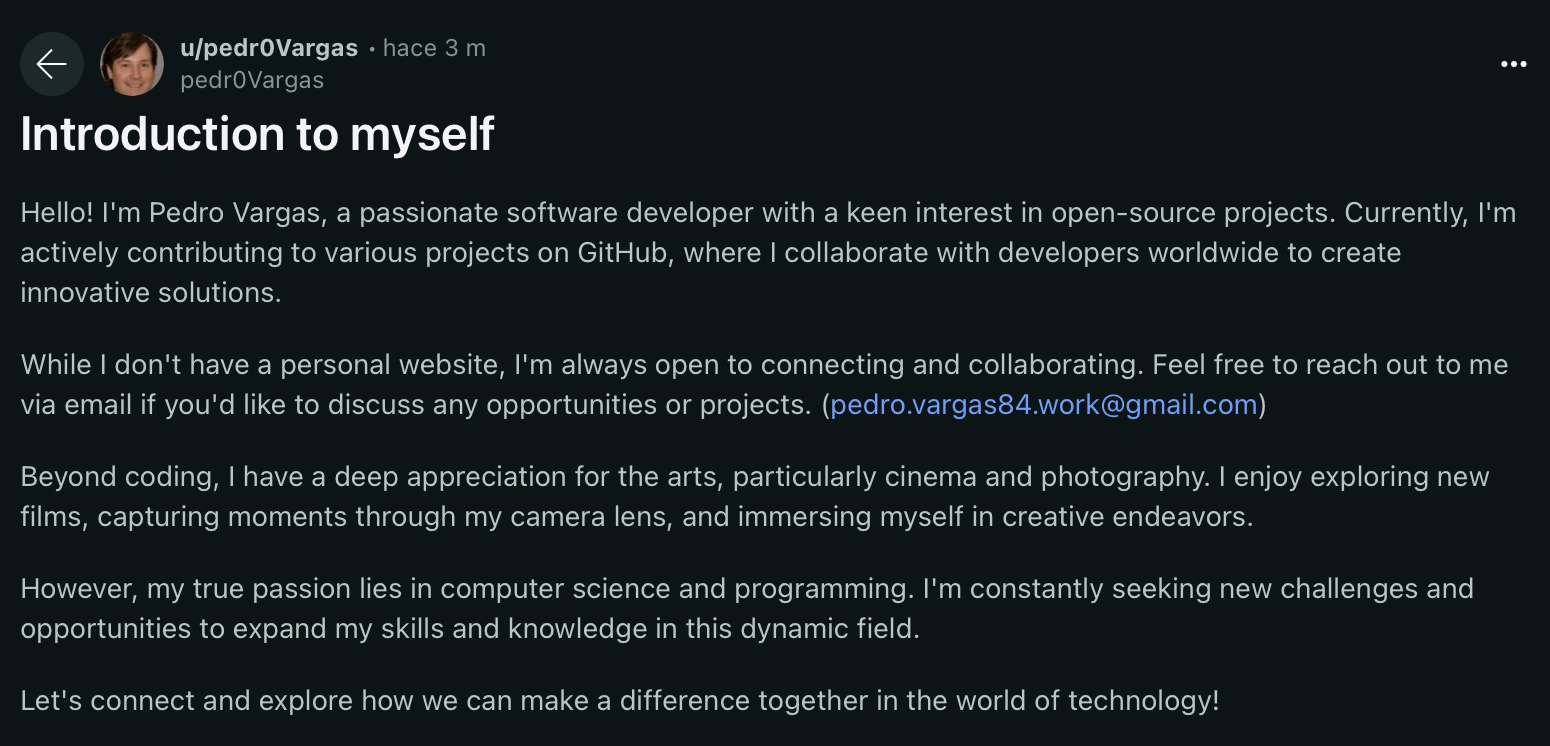 u/pedr0Vargas • hace 3 m
pedr0Vargas
Introduction to myself
Hello! I'm Pedro Vargas, a passionate software developer with a keen interest in open-source projects. Currently, I'm
actively contributing to various projects on GitHub, where I collaborate with developers worldwide to create
innovative solutions.
While I don't have a personal website, I'm always open to connecting and collaborating. Feel free to reach out to me
via email if you'd like to discuss any opportunities or projects. (pedro.vargas84.work@gmail.com)
Beyond coding, I have a deep appreciation for the arts, particularly cinema and photography. I enjoy exploring new
films, capturing moments through my camera lens, and immersing myself in creative endeavors.
However, my true passion lies in computer science and programming. I'm constantly seeking new challenges and
opportunities to expand my skills and knowledge in this dynamic field.
Let's connect and explore how we can make a difference together in the world of technology!